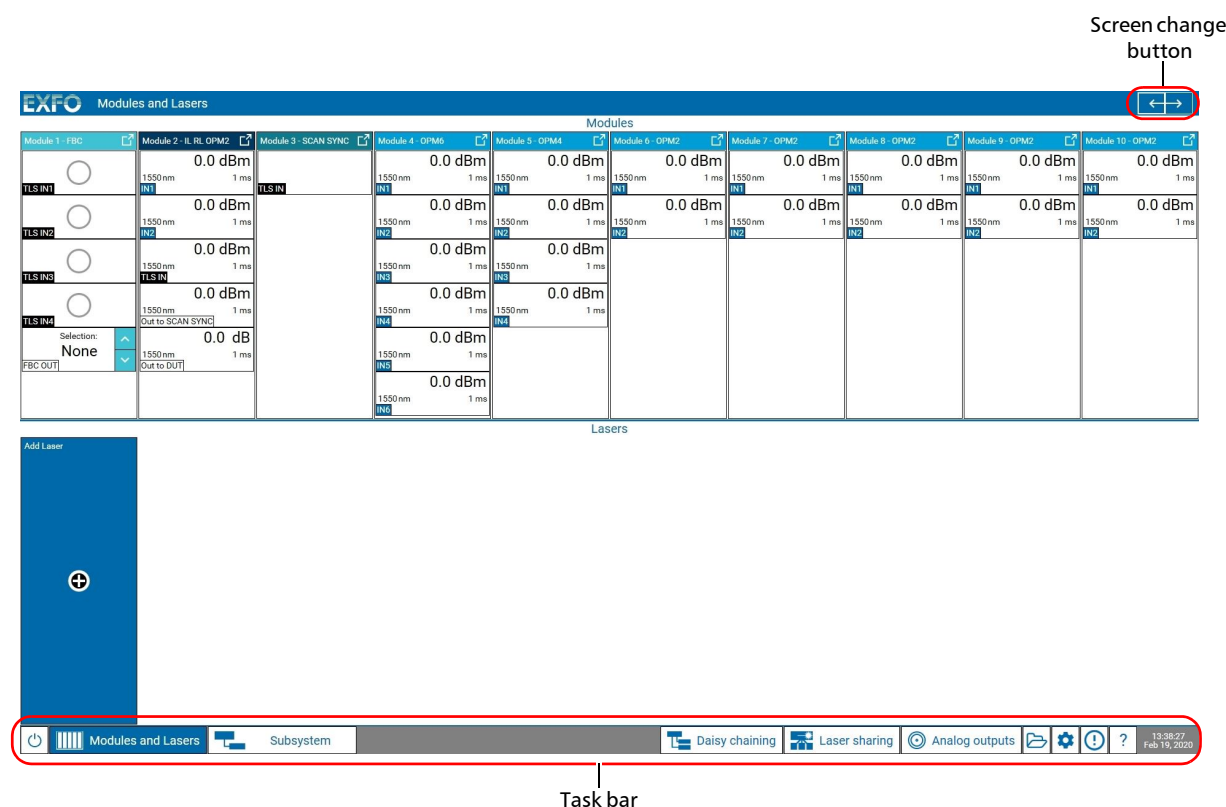 Screen change
button
EXFO Modules and Lasers
Modules
Module 1 - FBC Module 2 - IL RL OPM2 Module 3 - SCAN SYNC Module 4 - OPM6 Module 5 - OPM4 Module 6 - OPM2 Module 7 - OPM2 Module 8 - OPM2 Module 9 - OPM2 Module 10 - OPM2
0.0 dBm 0.0 dBm 0.0 dBm 0.0 dBm 0.0 dBm 0.0 dBm 0.0 dBm 0.0 dBm
1550 nm 1 ms 1550 nm 1 ms 1550 nm 1 ms 1550 nm 1 ms 1550 nm 1 ms 1550 nm 1 ms 1550 nm 1 ms 1550 nm 1 ms
TLS IN1 IN1 TLS IN IN1 IN1 IN1 IN1 IN1 IN1 IN1
0.0 dBm 0.0 dBm 0.0 dBm 0.0 dBm 0.0 dBm 0.0 dBm 0.0 dBm 0.0 dBm
1550 nm 1 ms 1550 nm 1 ms 1550 nm 1 ms 1550 nm 1 ms 1550 nm 1 ms 1550 nm 1 ms 1550 nm 1 ms 1550 nm 1 ms
TLS IN2 IN2 IN2 IN2 IN2 IN2 IN2 IN2 IN2
0.0 dBm 0.0 dBm 0.0 dBm
1550 nm 1 ms 1550 nm 1 ms 1550 nm 1 ms
TLS IN3 TLS IN IN3 IN3
0.0 dBm 0.0 dBm 0.0 dBm
1550 nm 1 ms 1550 nm 1 ms 1550 nm 1 ms
TLS IN4 Out to SCAN SYNC IN4 IN4
Selection: 0.0 dB 0.0 dBm
None 1550 nm 1 ms 1550 nm 1 ms
FBC OUT Out to DUT IN5
0.0 dBm
1550 nm 1 ms
IN6
Lasers
Add Laser
Modules and Lasers Subsystem Daisy chaining Laser sharing Analog outputs ? 13:38:27
Feb 19, 2020
Task bar